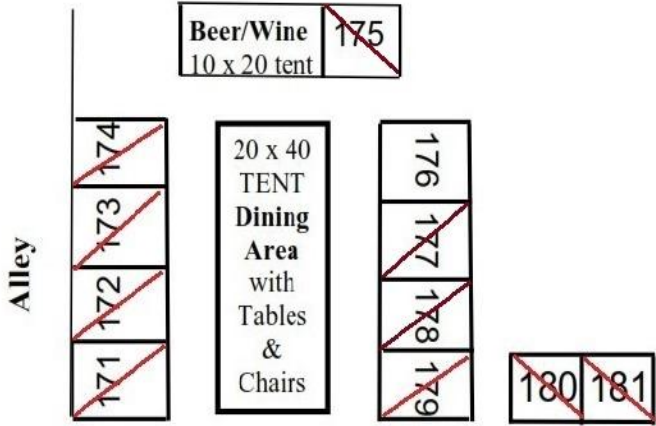 Beer/Wine
10 x 20 tent
175
174
173
172
171
Alley
20 x 40
TENT
Dining
Area
with
Tables
&
Chairs
176
177
178
179
180
181